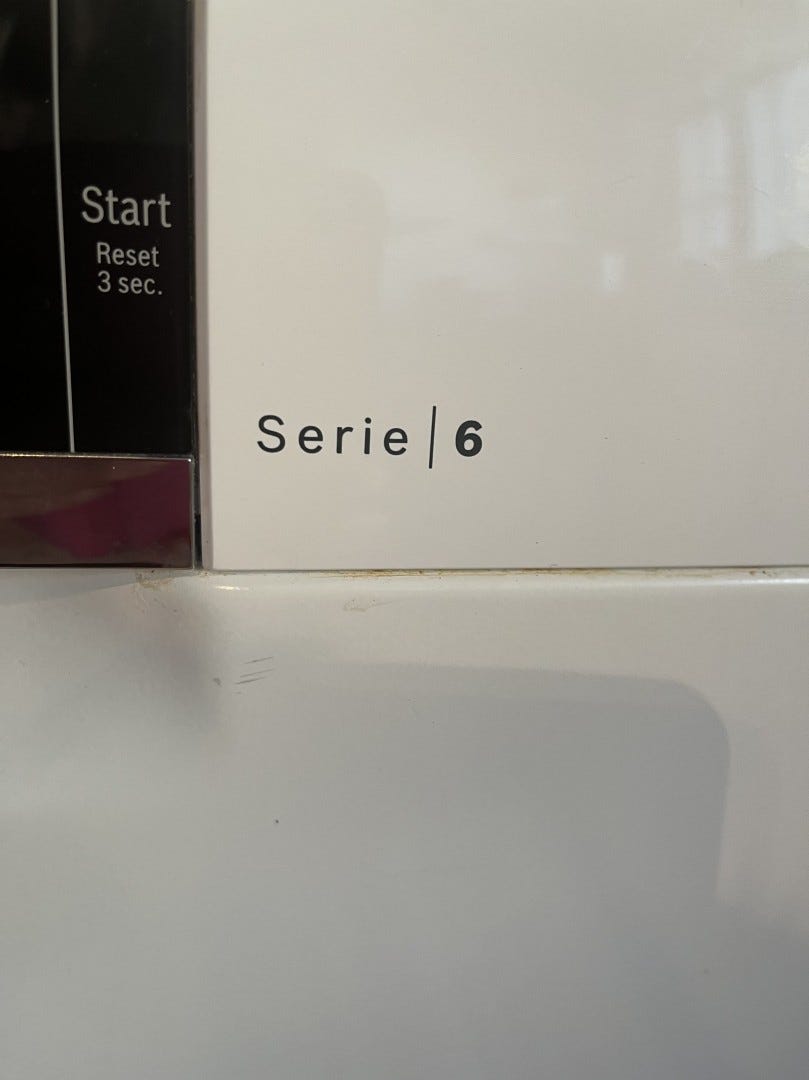 Start
Reset
3 sec.
Serie | 6